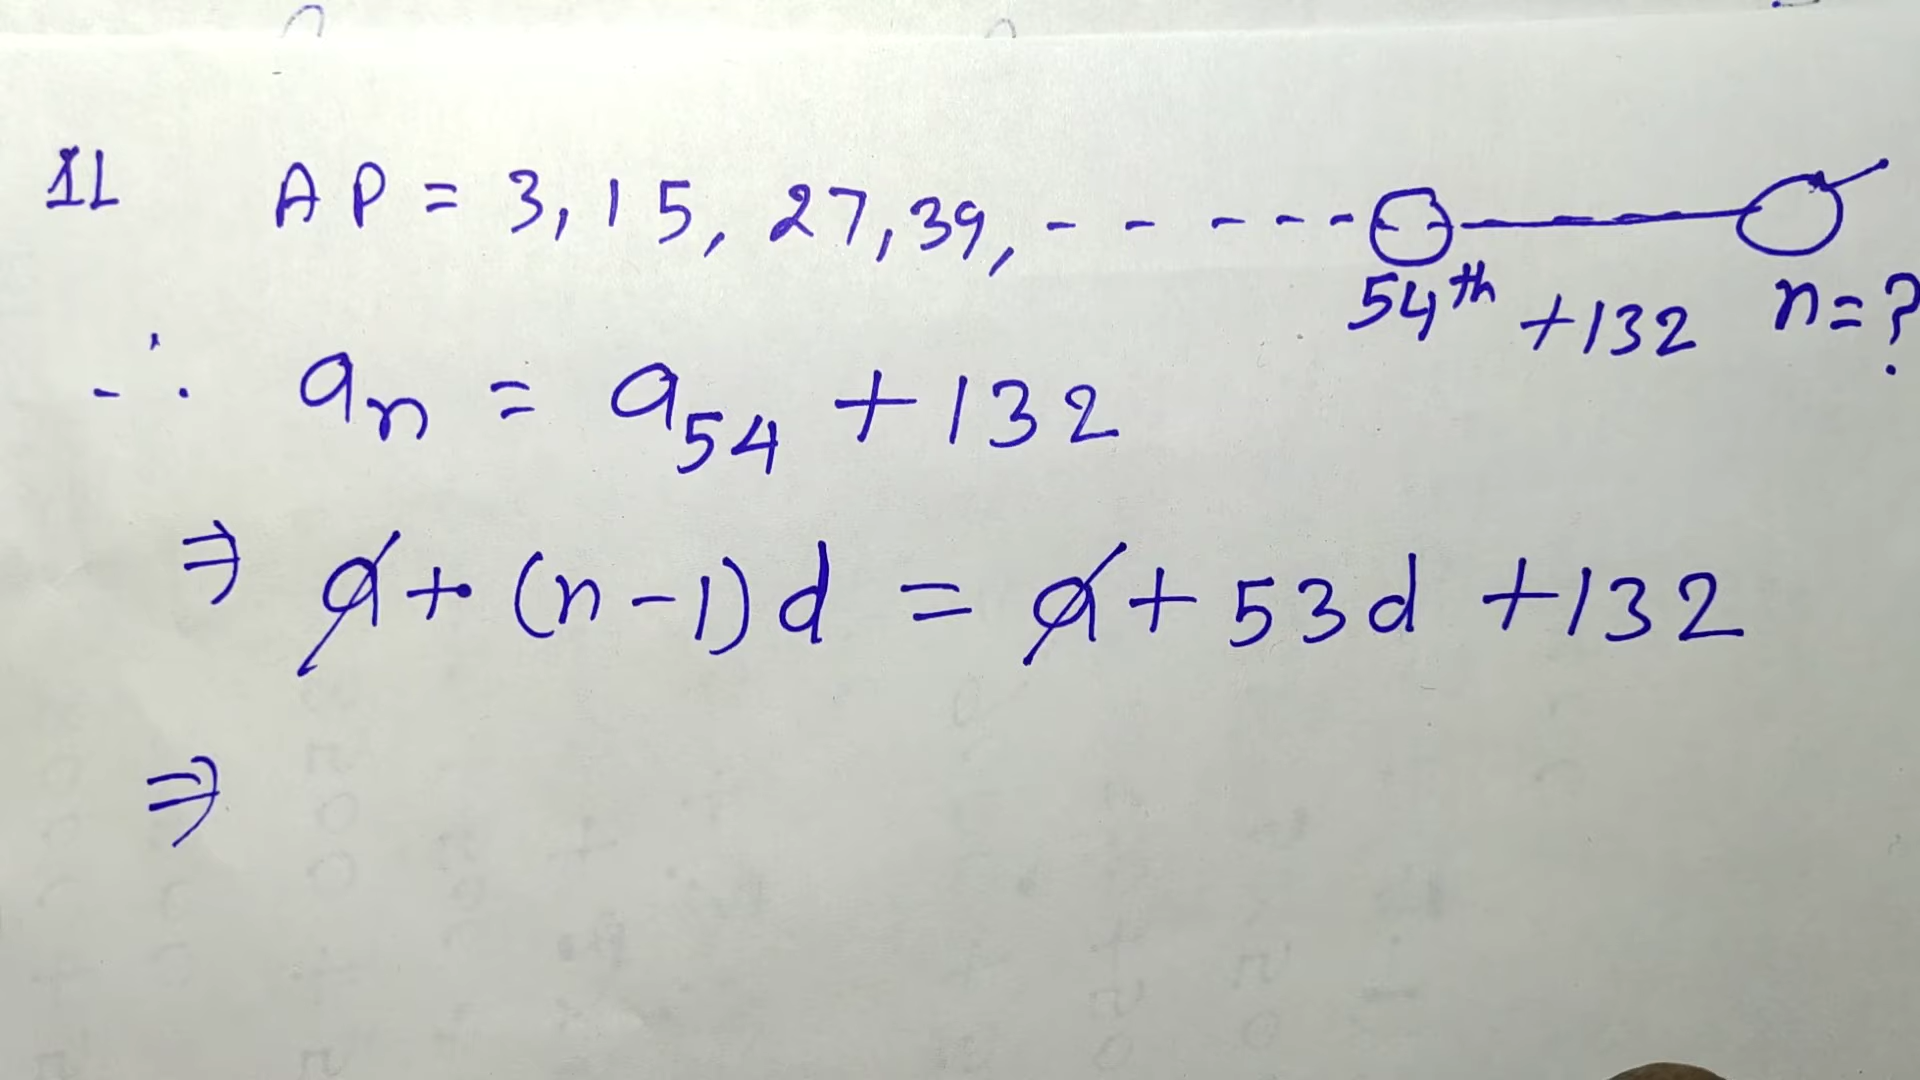 11 AP = 3, 15, 27, 39, - - - - - -
54th +132 n = ?
∴ an = a54 + 132
⇒ a + (n - 1) d = a + 53d + 132
⇒